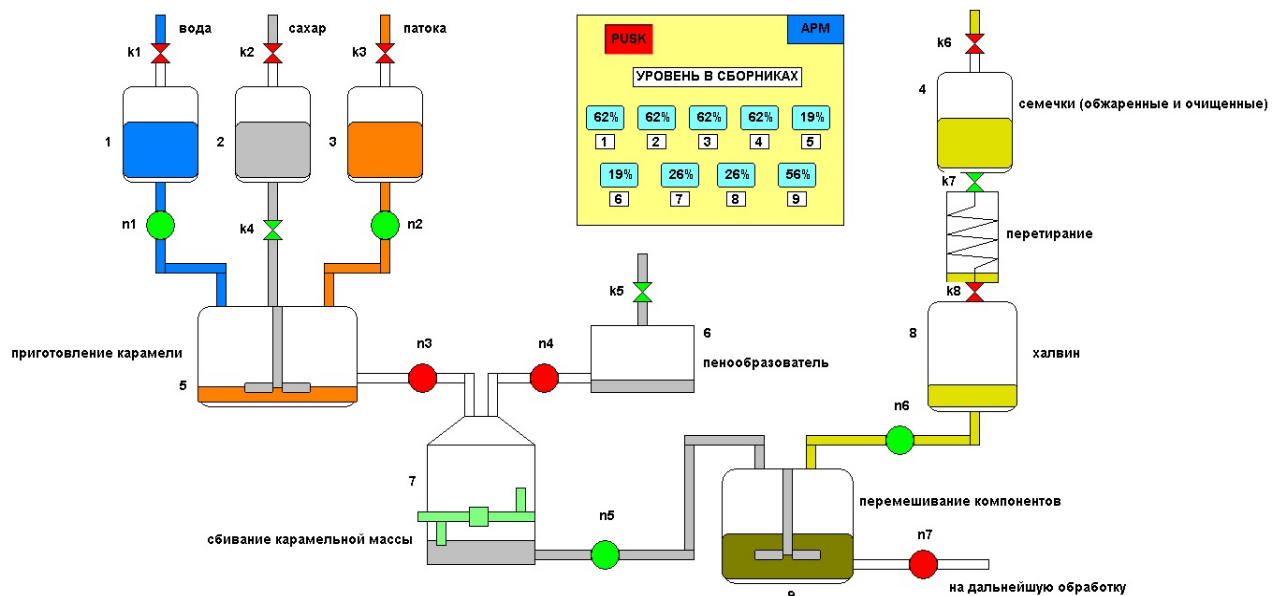 вода
сахар
патока
k1
k2
k3
1
2
3
n1
k4
n2
PUSK
АРМ
УРОВЕНЬ В СБОРНИКАХ
62% 62% 62% 62% 19%
1 2 3 4 5
19% 26% 26% 56%
6 7 8 9
k6
4
семечки (обжаренные и очищенные)
k7
перетирание
k8
8
халвин
приготовление карамели
5
n3
n4
k5
6
пенообразователь
7
сбивание карамельной массы
n5
n6
перемешивание компонентов
n7
на дальнейшую обработку
9